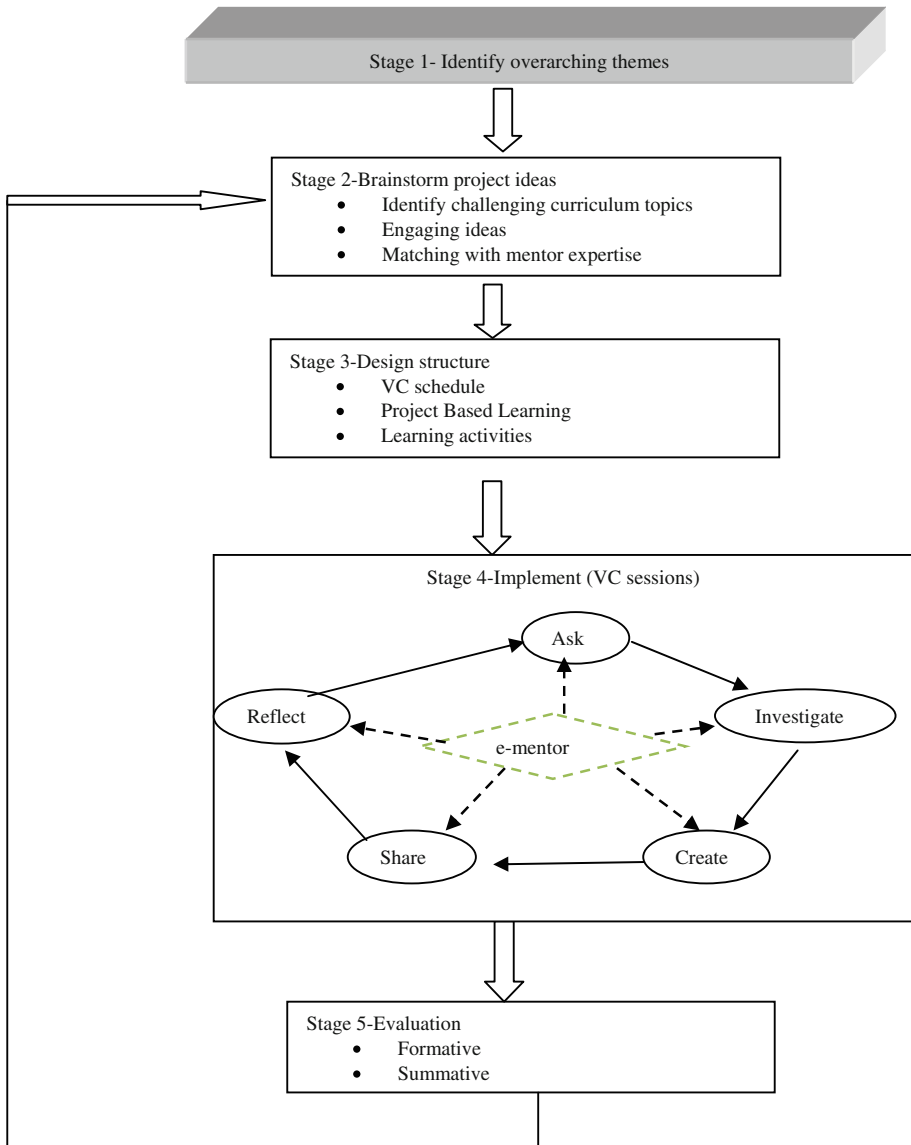 Stage 1- Identify overarching themes
Stage 2-Brainstorm project ideas
• Identify challenging curriculum topics
• Engaging ideas
• Matching with mentor expertise
Stage 3-Design structure
• VC schedule
• Project Based Learning
• Learning activities
Stage 4-Implement (VC sessions)
Ask
Reflect
Investigate
e-mentor
Share
Create
Stage 5-Evaluation
• Formative
• Summative